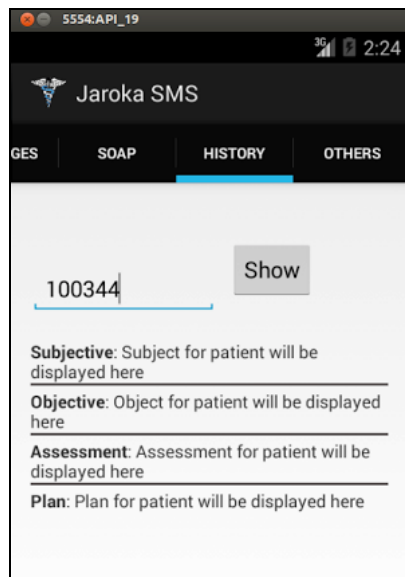 5554:API_19
3G 2:24
Jaroka SMS
GES SOAP HISTORY OTHERS
100344 Show
Subjective: Subject for patient will be
displayed here
Objective: Object for patient will be displayed
here
Assessment: Assessment for patient will be
displayed here
Plan: Plan for patient will be displayed here